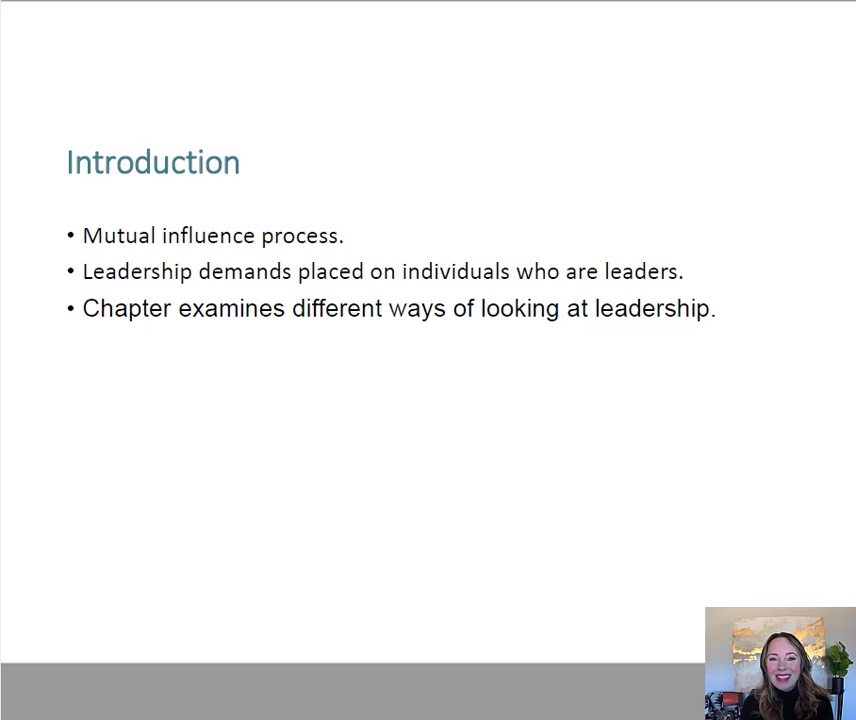 Introduction
• Mutual influence process.
• Leadership demands placed on individuals who are leaders.
• Chapter examines different ways of looking at leadership.